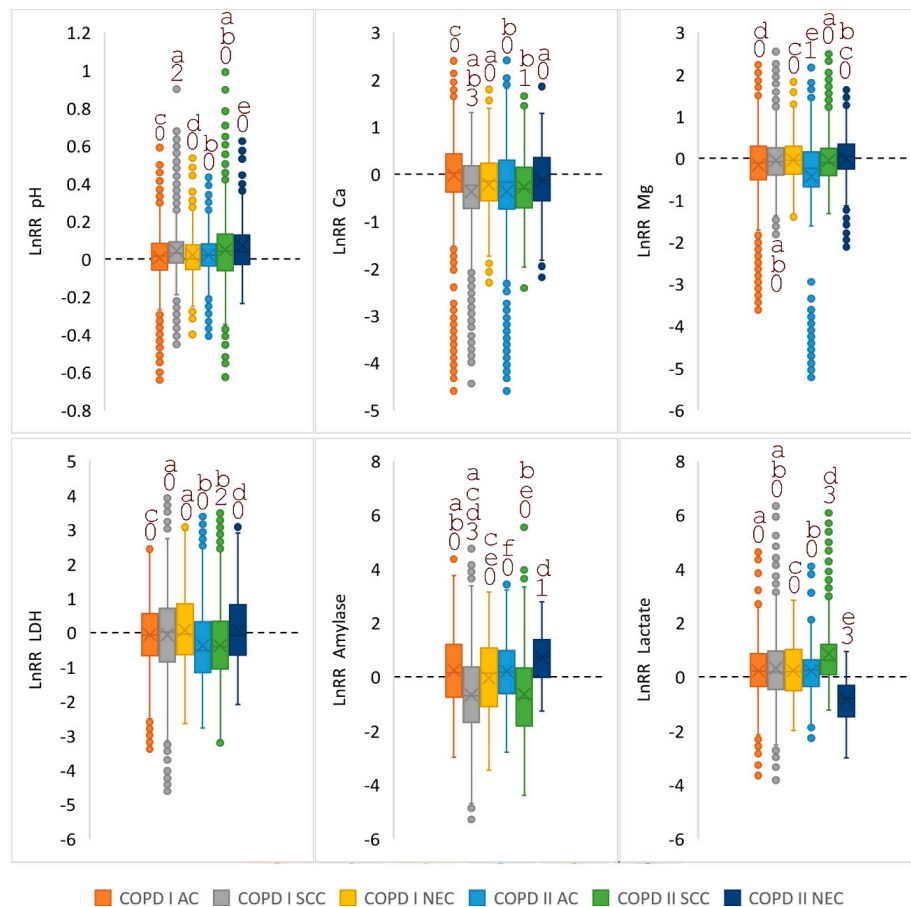 LnRR pH
1.2
1
0.8
0.6
0.4
0.2
0
-0.2
-0.4
-0.6
-0.8
c0
a2
d0
b0
ab0
e0
LnRR Ca
3
2
1
0
-1
-2
-3
-4
-5
c0
ab3
a0
b0
b1
a0
LnRR Mg
3
2
1
0
-1
-2
-3
-4
-5
-6
d0
ab0
c0
e1
a0
bc0
LnRR LDH
5
4
3
2
1
0
-1
-2
-3
-4
-5
-6
c0
a0
a0
b0
b2
d0
LnRR Amylase
8
6
4
2
0
-2
-4
-6
ab0
acd3
ce0
f0
be0
d1
LnRR Lactate
8
6
4
2
0
-2
-4
-6
a0
ab0
c0
b0
d3
e3
COPD I AC COPD I SCC COPD I NEC COPD II AC COPD II SCC COPD II NEC